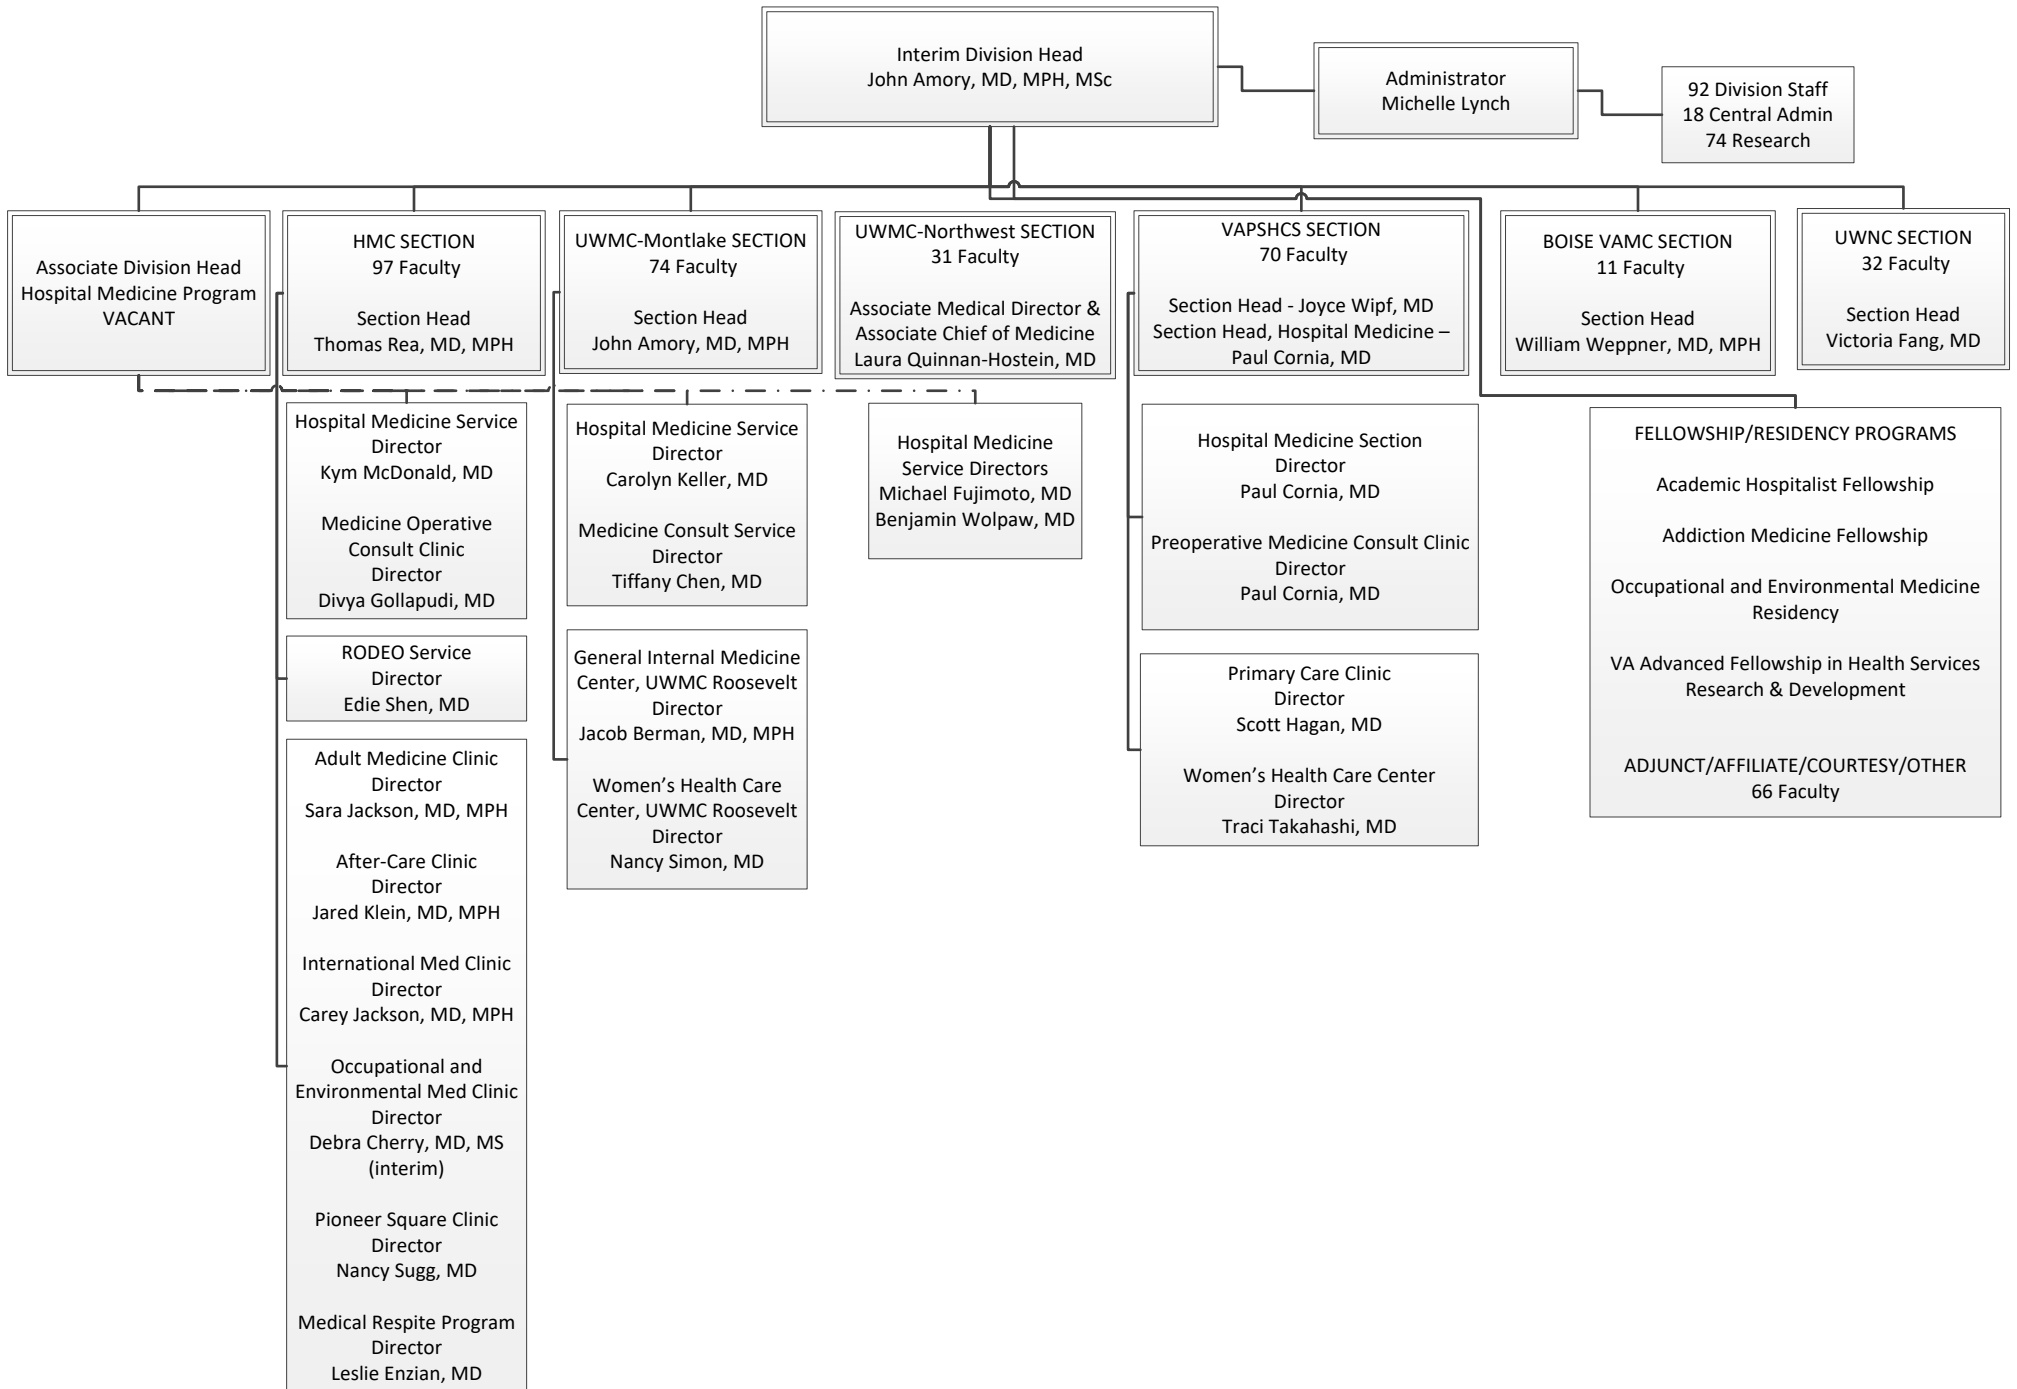 Interim Division Head
John Amory, MD, MPH, MSc
Administrator
Michelle Lynch
92 Division Staff
18 Central Admin
74 Research
Associate Division Head
Hospital Medicine Program
VACANT
HMC SECTION
97 Faculty
Section Head
Thomas Rea, MD, MPH
UWMC-Montlake SECTION
74 Faculty
Section Head
John Amory, MD, MPH
UWMC-Northwest SECTION
31 Faculty
Associate Medical Director &
Associate Chief of Medicine
Laura Quinnan-Hostein, MD
VAPSHCS SECTION
70 Faculty
Section Head - Joyce Wipf, MD
Section Head, Hospital Medicine –
Paul Cornia, MD
BOISE VAMC SECTION
11 Faculty
Section Head
William Weppner, MD, MPH
UWNC SECTION
32 Faculty
Section Head
Victoria Fang, MD
Hospital Medicine Service
Director
Kym McDonald, MD
Medicine Operative
Consult Clinic
Director
Divya Gollapudi, MD
RODEO Service
Director
Edie Shen, MD
Adult Medicine Clinic
Director
Sara Jackson, MD, MPH
After-Care Clinic
Director
Jared Klein, MD, MPH
International Med Clinic
Director
Carey Jackson, MD, MPH
Occupational and
Environmental Med Clinic
Director
Debra Cherry, MD, MS
(interim)
Pioneer Square Clinic
Director
Nancy Sugg, MD
Medical Respite Program
Director
Leslie Enzian, MD
Hospital Medicine Service
Director
Carolyn Keller, MD
Medicine Consult Service
Director
Tiffany Chen, MD
General Internal Medicine
Center, UWMC Roosevelt
Director
Jacob Berman, MD, MPH
Women’s Health Care
Center, UWMC Roosevelt
Director
Nancy Simon, MD
Hospital Medicine
Service Directors
Michael Fujimoto, MD
Benjamin Wolpaw, MD
Hospital Medicine Section
Director
Paul Cornia, MD
Preoperative Medicine Consult Clinic
Director
Paul Cornia, MD
Primary Care Clinic
Director
Scott Hagan, MD
Women’s Health Care Center
Director
Traci Takahashi, MD
FELLOWSHIP/RESIDENCY PROGRAMS
Academic Hospitalist Fellowship
Addiction Medicine Fellowship
Occupational and Environmental Medicine
Residency
VA Advanced Fellowship in Health Services
Research & Development
ADJUNCT/AFFILIATE/COURTESY/OTHER
66 Faculty